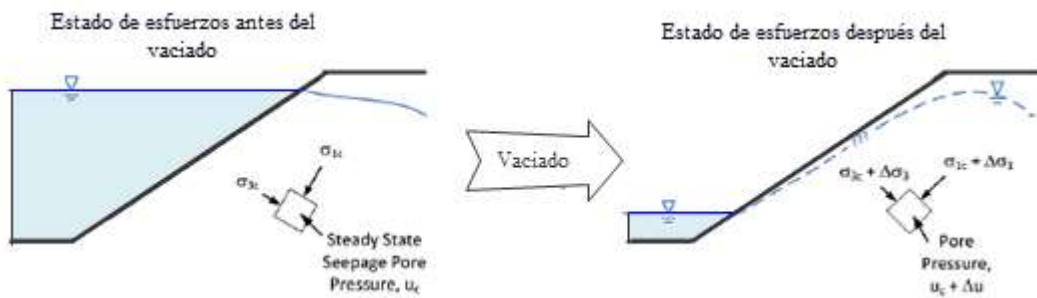 Estado de esfuerzos antes del
vaciado
σ1c
σ3c
Steady State
Seepage Pore
Pressure, uc
Vaciado
Estado de esfuerzos después del
vaciado
σ3c + Δσ3
σ1c + Δσ1
Pore
Pressure,
uc + Δu